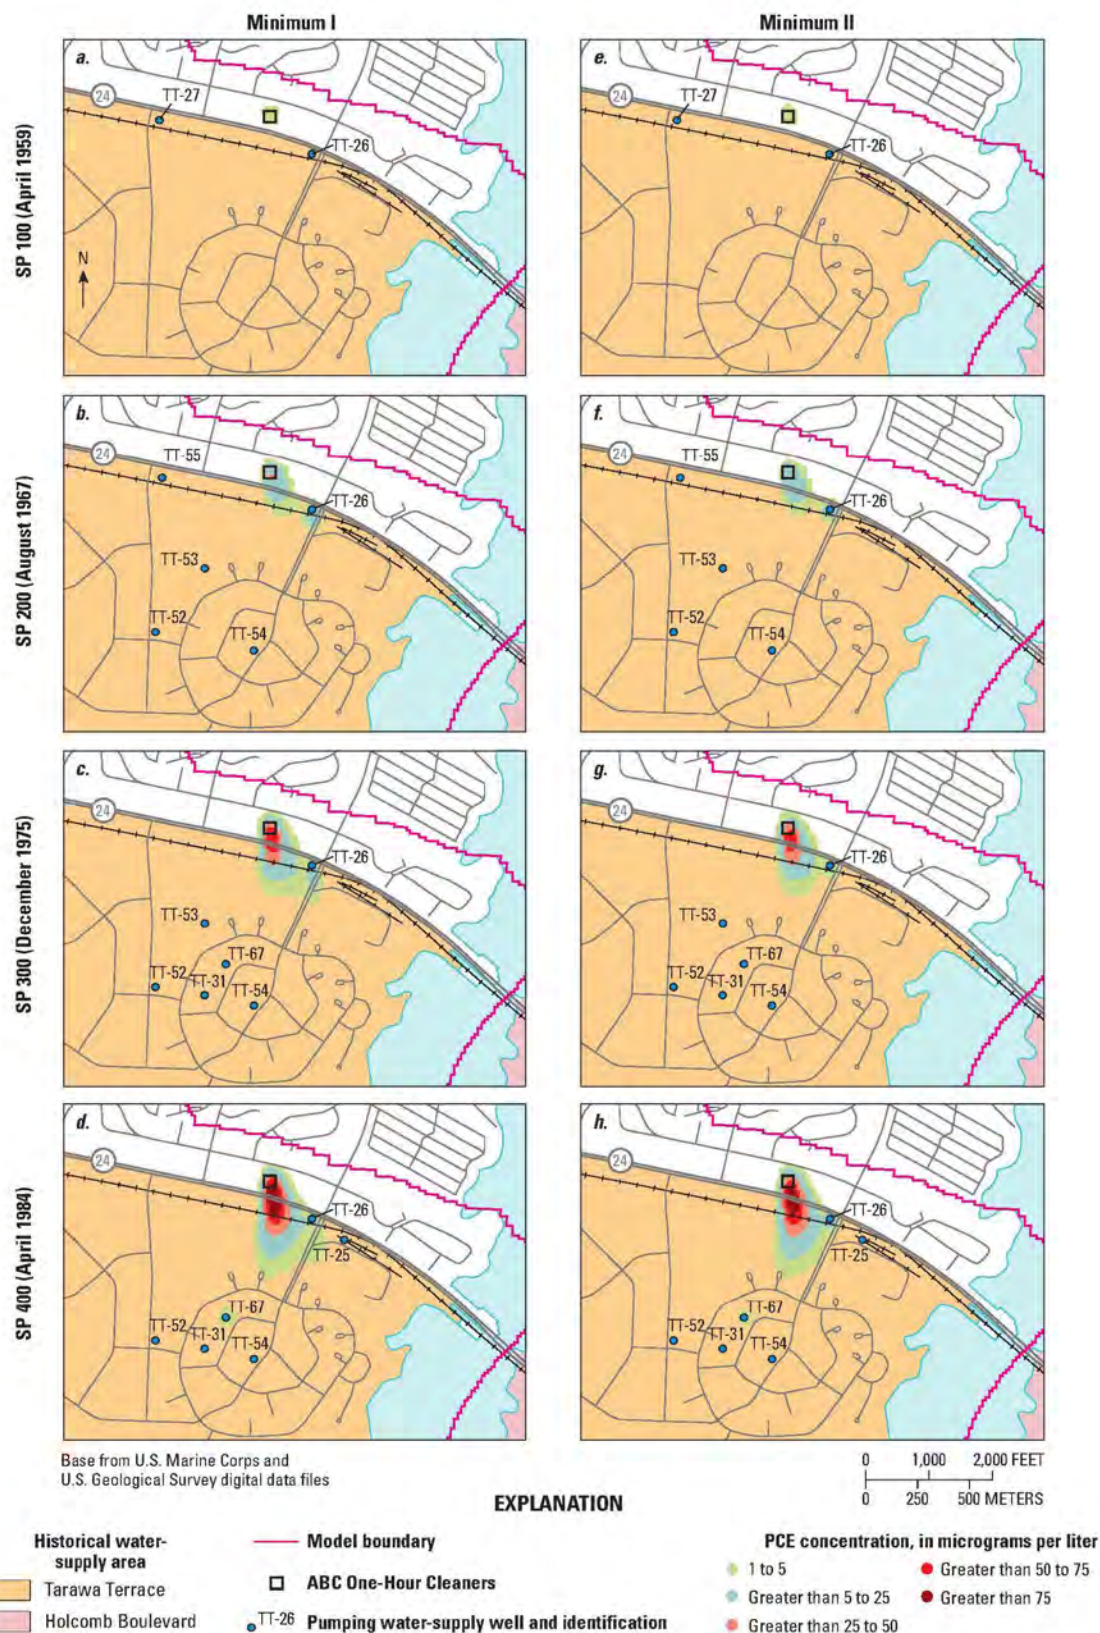 Minimum I
Minimum II
SP 100 (April 1959)
a.
24
TT-27
TT-26
N
e.
24
TT-27
TT-26
SP 200 (August 1967)
b.
24
TT-55
TT-26
TT-53
TT-52
TT-54
f.
24
TT-55
TT-26
TT-53
TT-52
TT-54
SP 300 (December 1975)
c.
24
TT-26
TT-53
TT-67
TT-52
TT-31
TT-54
g.
24
TT-26
TT-53
TT-67
TT-52
TT-31
TT-54
SP 400 (April 1984)
d.
24
TT-26
TT-25
TT-67
TT-52
TT-31
TT-54
h.
24
TT-26
TT-25
TT-67
TT-52
TT-31
TT-54
Base from U.S. Marine Corps and
U.S. Geological Survey digital data files
0 1,000 2,000 FEET
0 250 500 METERS
EXPLANATION
Historical water-
supply area
Tarawa Terrace
Holcomb Boulevard
Model boundary
ABC One-Hour Cleaners
TT-26 Pumping water-supply well and identification
PCE concentration, in micrograms per liter
1 to 5
Greater than 5 to 25
Greater than 25 to 50
Greater than 50 to 75
Greater than 75